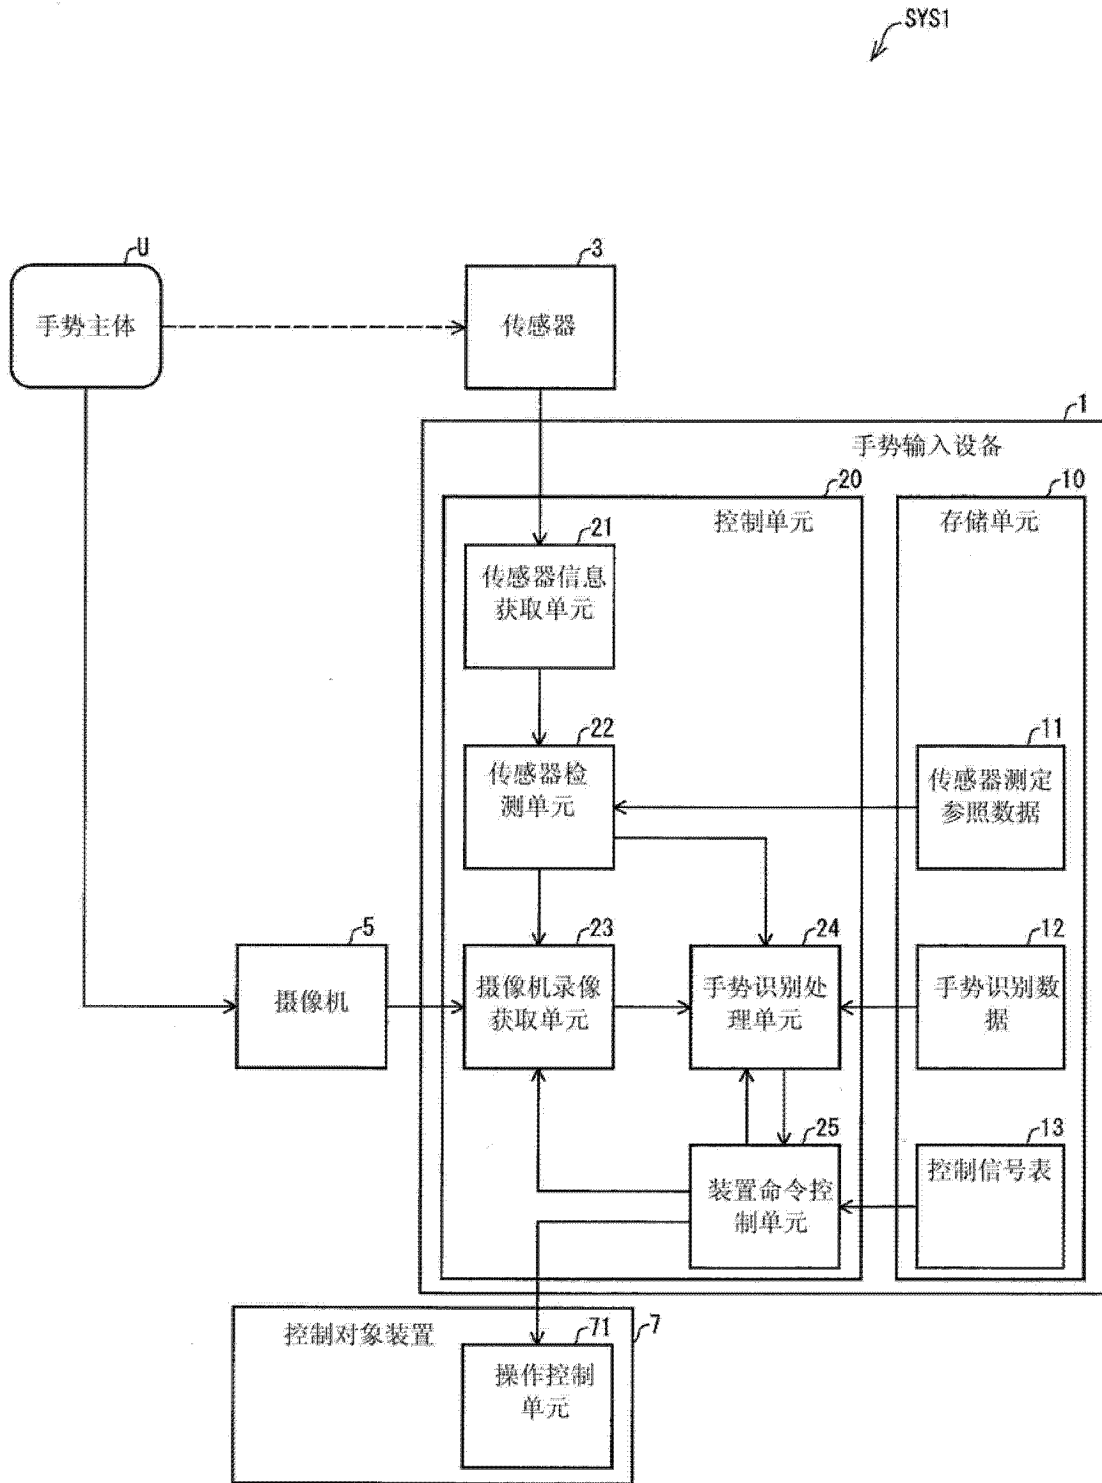 SYS1
U
手势主体
3
传感器
1
手势输入设备
20
控制单元
10
存储单元
21
传感器信息
获取单元
22
传感器检
测单元
11
传感器测定
参照数据
5
摄像机
23
摄像机录像
获取单元
24
手势识别处
理单元
12
手势识别数
据
25
装置命令控
制单元
13
控制信号表
7
控制对象装置
71
操作控制
单元